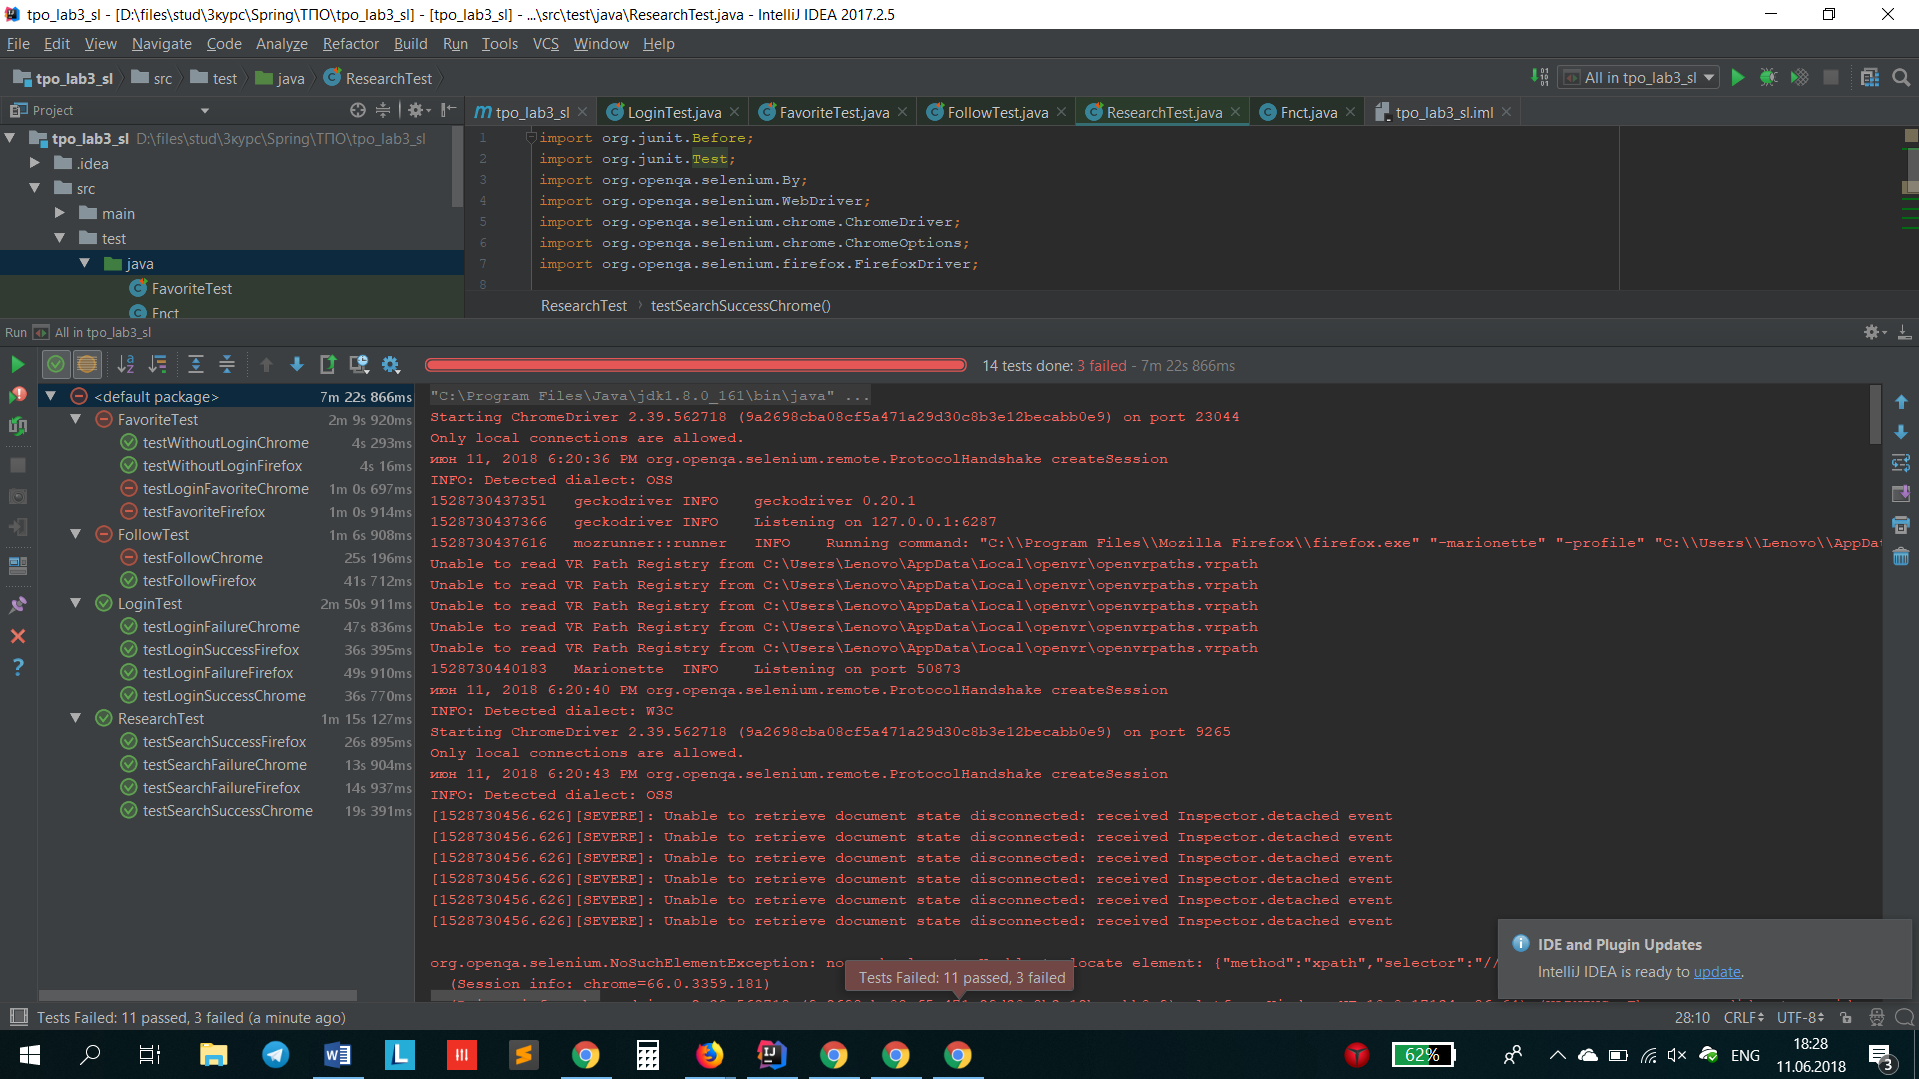 tpo_lab3_sl - [D:\files\stud\3курс\Spring\ТПО\tpo_lab3_sl] - [tpo_lab3_sl] - ...\src\test\java\ResearchTest.java - IntelliJ IDEA 2017.2.5
File Edit View Navigate Code Analyze Refactor Build Run Tools VCS Window Help
tpo_lab3_sl src test java ResearchTest All in tpo_lab3_sl
Project
tpo_lab3_sl LoginTest.java FavoriteTest.java FollowTest.java ResearchTest.java Fnct.java tpo_lab3_sl.iml
tpo_lab3_sl D:\files\stud\3курс\Spring\ТПО\tpo_lab3_sl
.idea
src
main
test
java
FavoriteTest
Fnct
1 import org.junit.Before;
2 import org.junit.Test;
3 import org.openqa.selenium.By;
4 import org.openqa.selenium.WebDriver;
5 import org.openqa.selenium.chrome.ChromeDriver;
6 import org.openqa.selenium.chrome.ChromeOptions;
7 import org.openqa.selenium.firefox.FirefoxDriver;
8
ResearchTest testSearchSuccessChrome()
Run All in tpo_lab3_sl
14 tests done: 3 failed - 7m 22s 866ms
<default package> 7m 22s 866ms
FavoriteTest 2m 9s 920ms
testWithoutLoginChrome 4s 293ms
testWithoutLoginFirefox 4s 16ms
testLoginFavoriteChrome 1m 0s 697ms
testFavoriteFirefox 1m 0s 914ms
FollowTest 1m 6s 908ms
testFollowChrome 25s 196ms
testFollowFirefox 41s 712ms
LoginTest 2m 50s 911ms
testLoginFailureChrome 47s 836ms
testLoginSuccessFirefox 36s 395ms
testLoginFailureFirefox 49s 910ms
testLoginSuccessChrome 36s 770ms
ResearchTest 1m 15s 127ms
testSearchSuccessFirefox 26s 895ms
testSearchFailureChrome 13s 904ms
testSearchFailureFirefox 14s 937ms
testSearchSuccessChrome 19s 391ms
"C:\Program Files\Java\jdk1.8.0_161\bin\java" ...
Starting ChromeDriver 2.39.562718 (9a2698cba08cf5a471a29d30c8b3e12becabb0e9) on port 23044
Only local connections are allowed.
июн 11, 2018 6:20:36 PM org.openqa.selenium.remote.ProtocolHandshake createSession
INFO: Detected dialect: OSS
1528730437351 geckodriver INFO geckodriver 0.20.1
1528730437366 geckodriver INFO Listening on 127.0.0.1:6287
1528730437616 mozrunner::runner INFO Running command: "C:\\Program Files\\Mozilla Firefox\\firefox.exe" "-marionette" "-profile" "C:\\Users\\Lenovo\\AppDat
Unable to read VR Path Registry from C:\Users\Lenovo\AppData\Local\openvr\openvrpaths.vrpath
Unable to read VR Path Registry from C:\Users\Lenovo\AppData\Local\openvr\openvrpaths.vrpath
Unable to read VR Path Registry from C:\Users\Lenovo\AppData\Local\openvr\openvrpaths.vrpath
Unable to read VR Path Registry from C:\Users\Lenovo\AppData\Local\openvr\openvrpaths.vrpath
Unable to read VR Path Registry from C:\Users\Lenovo\AppData\Local\openvr\openvrpaths.vrpath
1528730440183 Marionette INFO Listening on port 50873
июн 11, 2018 6:20:40 PM org.openqa.selenium.remote.ProtocolHandshake createSession
INFO: Detected dialect: W3C
Starting ChromeDriver 2.39.562718 (9a2698cba08cf5a471a29d30c8b3e12becabb0e9) on port 9265
Only local connections are allowed.
июн 11, 2018 6:20:43 PM org.openqa.selenium.remote.ProtocolHandshake createSession
INFO: Detected dialect: OSS
[1528730456.626][SEVERE]: Unable to retrieve document state disconnected: received Inspector.detached event
[1528730456.626][SEVERE]: Unable to retrieve document state disconnected: received Inspector.detached event
[1528730456.626][SEVERE]: Unable to retrieve document state disconnected: received Inspector.detached event
[1528730456.626][SEVERE]: Unable to retrieve document state disconnected: received Inspector.detached event
[1528730456.626][SEVERE]: Unable to retrieve document state disconnected: received Inspector.detached event
[1528730456.626][SEVERE]: Unable to retrieve document state disconnected: received Inspector.detached event
org.openqa.selenium.NoSuchElementException: no locate element: {"method":"xpath","selector":"//
(Session info: chrome=66.0.3359.181)
Tests Failed: 11 passed, 3 failed
IDE and Plugin Updates
IntelliJ IDEA is ready to update.
Tests Failed: 11 passed, 3 failed (a minute ago)
28:10 CRLF UTF-8
62% ENG 18:28
11.06.2018 3